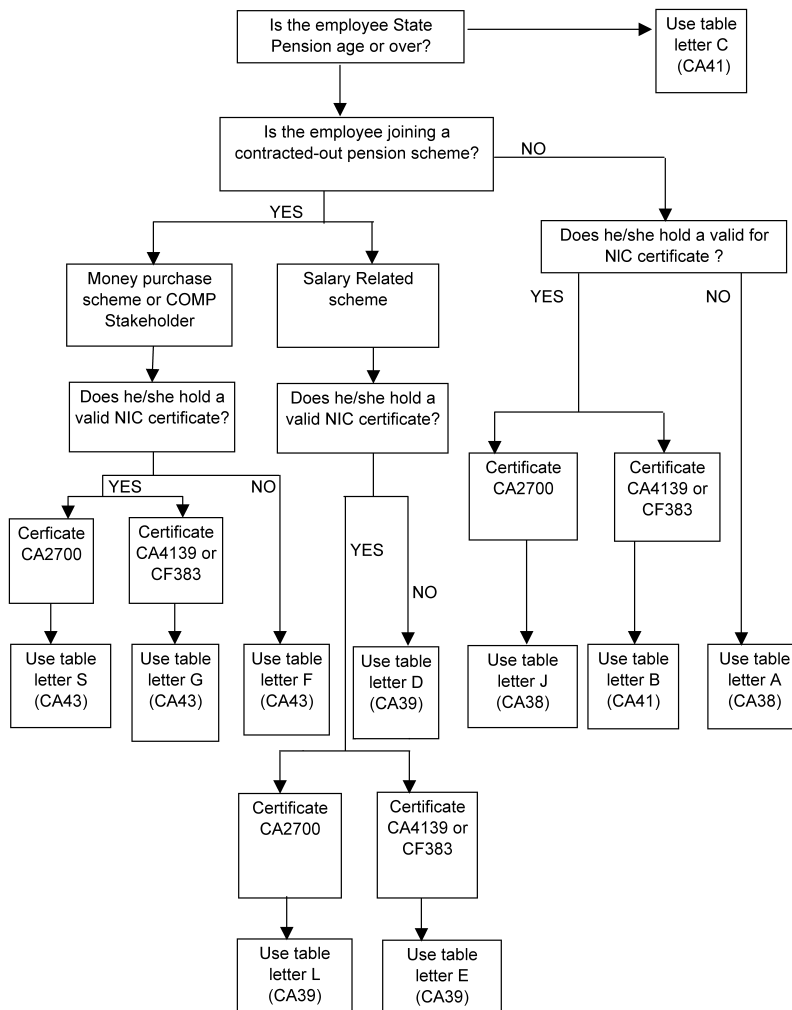 Is the employee State
Pension age or over?
Use table
letter C
(CA41)
Is the employee joining a
contracted-out pension scheme?
NO
YES
Does he/she hold a valid for
NIC certificate ?
Money purchase
scheme or COMP
Stakeholder
Salary Related
scheme
YES
NO
Does he/she hold a
valid NIC certificate?
Does he/she hold a
valid NIC certificate?
Certificate
CA2700
Certificate
CA4139 or
CF383
YES
NO
Cerficate
CA2700
Certificate
CA4139 or
CF383
YES
NO
Use table
letter S
(CA43)
Use table
letter G
(CA43)
Use table
letter F
(CA43)
Use table
letter D
(CA39)
Use table
letter J
(CA38)
Use table
letter B
(CA41)
Use table
letter A
(CA38)
Certificate
CA2700
Certificate
CA4139 or
CF383
Use table
letter L
(CA39)
Use table
letter E
(CA39)